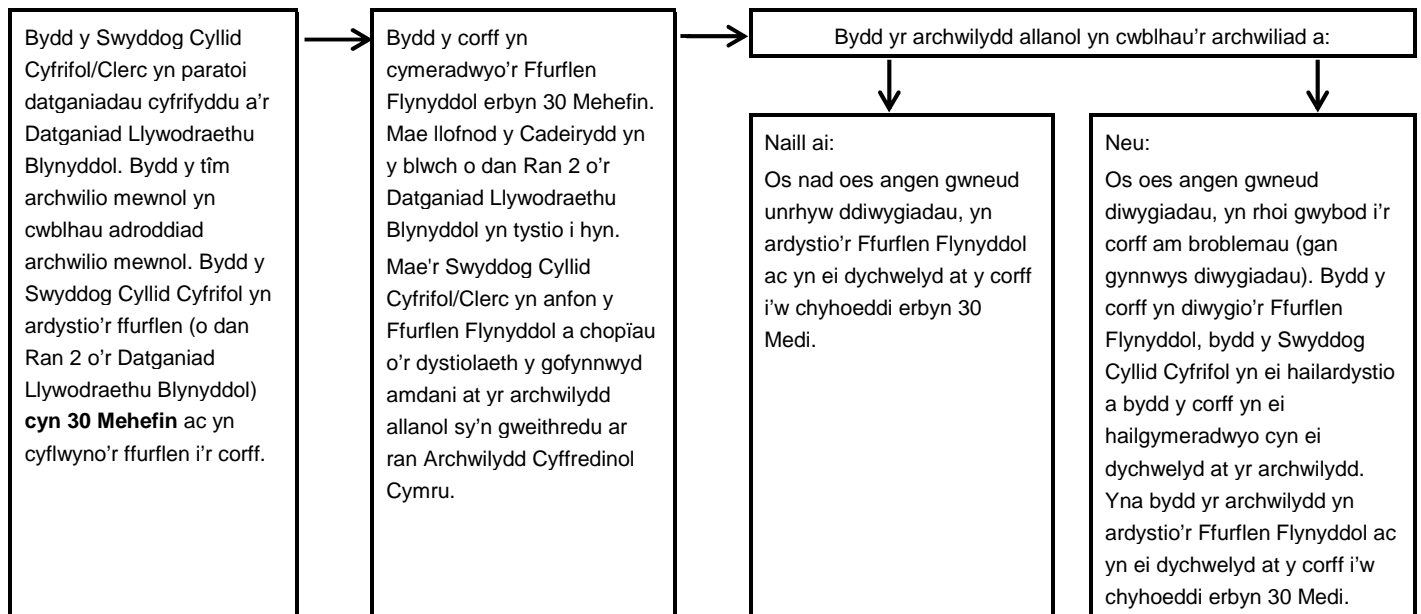 Bydd y Swyddog Cyllid
Cyfrifol/Clerc yn paratoi
datganiadau cyfrifyddu a'r
Datganiad Llywodraethu
Blynyddol. Bydd y tîm
archwilio mewnol yn
cwblhau adroddiad
archwilio mewnol. Bydd y
Swyddog Cyllid Cyfrifol yn
ardystio'r ffurflen (o dan
Ran 2 o'r Datganiad
Llywodraethu Blynyddol)
cyn 30 Mehefin ac yn
cyflwyno'r ffurflen i'r corff.
Bydd y corff yn
cymeradwyo'r Ffurflen
Flynyddol erbyn 30 Mehefin.
Mae llofnod y Cadeirydd yn
y blwch o dan Ran 2 o'r
Datganiad Llywodraethu
Blynyddol yn tystio i hyn.
Mae'r Swyddog Cyllid
Cyfrifol/Clerc yn anfon y
Ffurflen Flynyddol a chopïau
o'r dystiolaeth y gofynnwyd
amdani at yr archwilydd
allanol sy'n gweithredu ar
ran Archwilydd Cyffredinol
Cymru.
Bydd yr archwilydd allanol yn cwblhau'r archwiliad a:
Naill ai:
Os nad oes angen gwneud
unrhyw ddiwygiadau, yn
ardystio'r Ffurflen Flynyddol
ac yn ei dychwelyd at y corff
i'w chyhoeddi erbyn 30
Medi.
Neu:
Os oes angen gwneud
diwygiadau, yn rhoi gwybod i'r
corff am broblemau (gan
gynnwys diwygiadau). Bydd y
corff yn diwygio'r Ffurflen
Flynyddol, bydd y Swyddog
Cyllid Cyfrifol yn ei hailardystio
a bydd y corff yn ei
hailgymeradwyo cyn ei
dychwelyd at yr archwilydd.
Yna bydd yr archwilydd yn
ardystio'r Ffurflen Flynyddol ac
yn ei dychwelyd at y corff i'w
chyhoeddi erbyn 30 Medi.